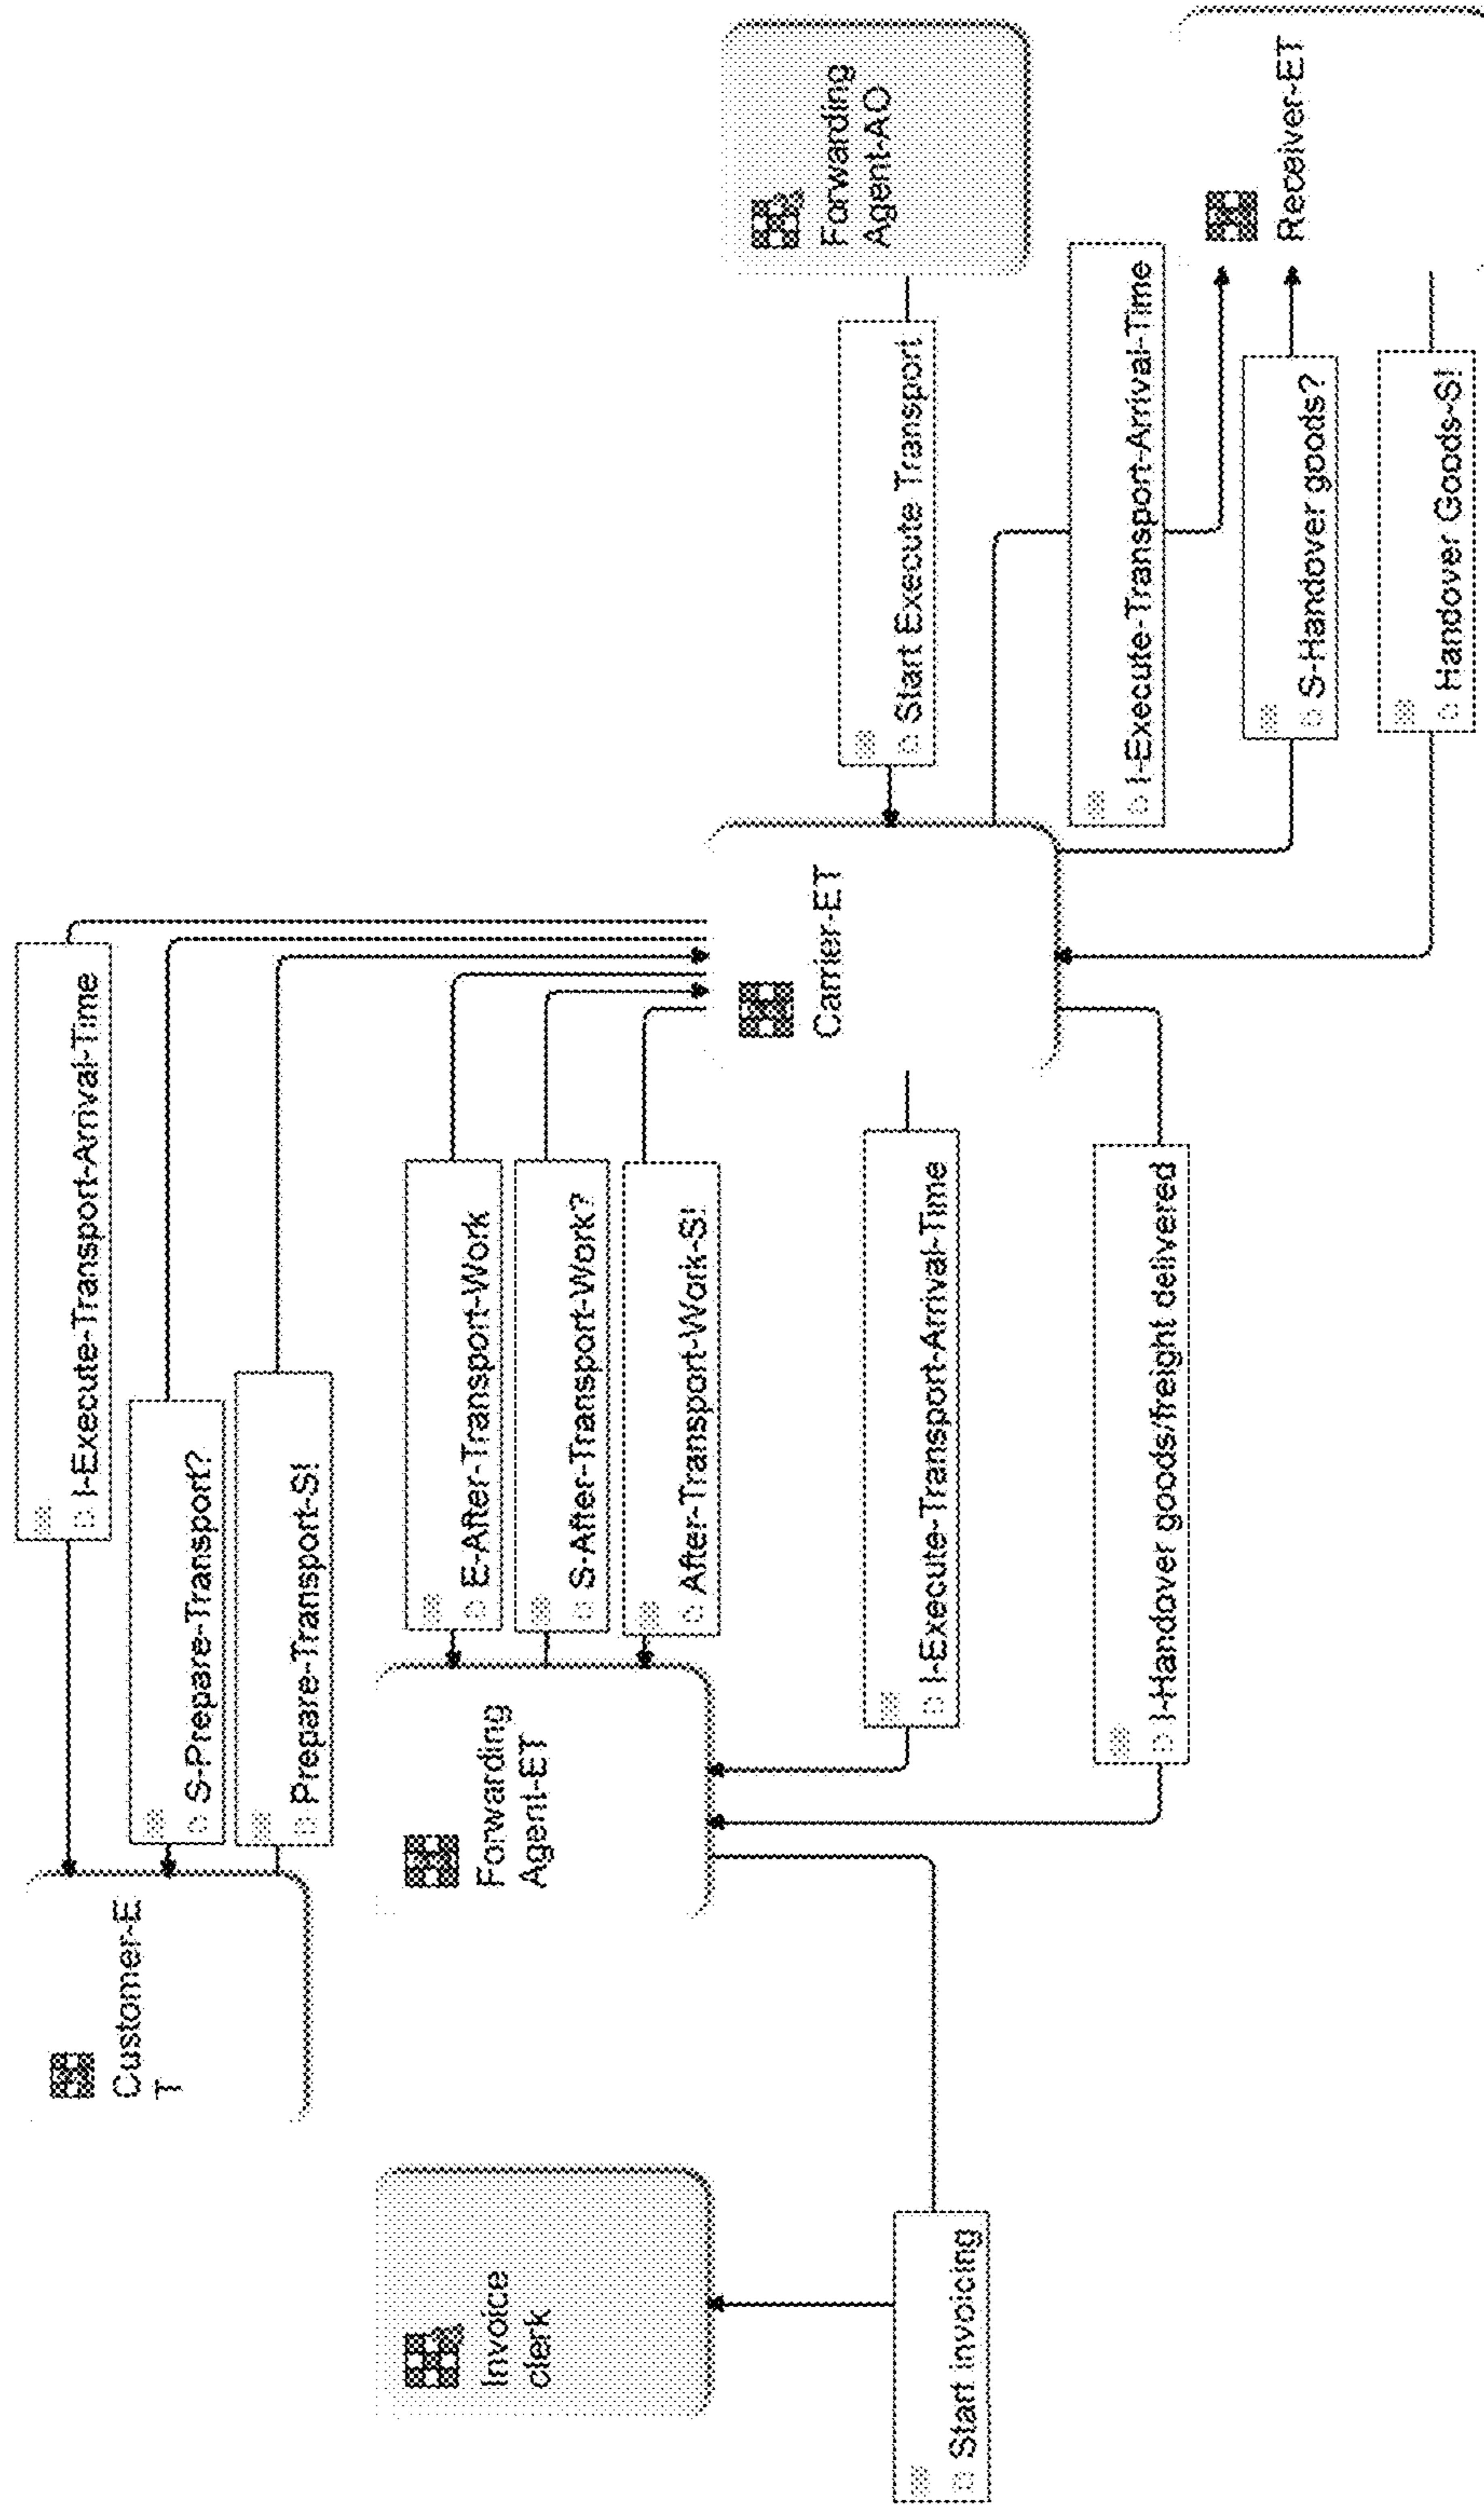 I-Execute-Transport-Arrival-Time
Customer-E
T
S-Prepare-Transport?
Prepare-Transport-S!
Invoice
clerk
Forwarding
Agent-ET
E-After-Transport-Work
S-After-Transport-Work?
After-Transport-Work-S!
Carrier-ET
Forwarding
Agent-AO
Start Execute Transport
I-Execute-Transport-Arrival-Time
Start invoicing
I-Execute-Transport-Arrival-Time
I-Handover goods/freight delivered
Receiver-ET
S-Handover goods?
Handover Goods-S!